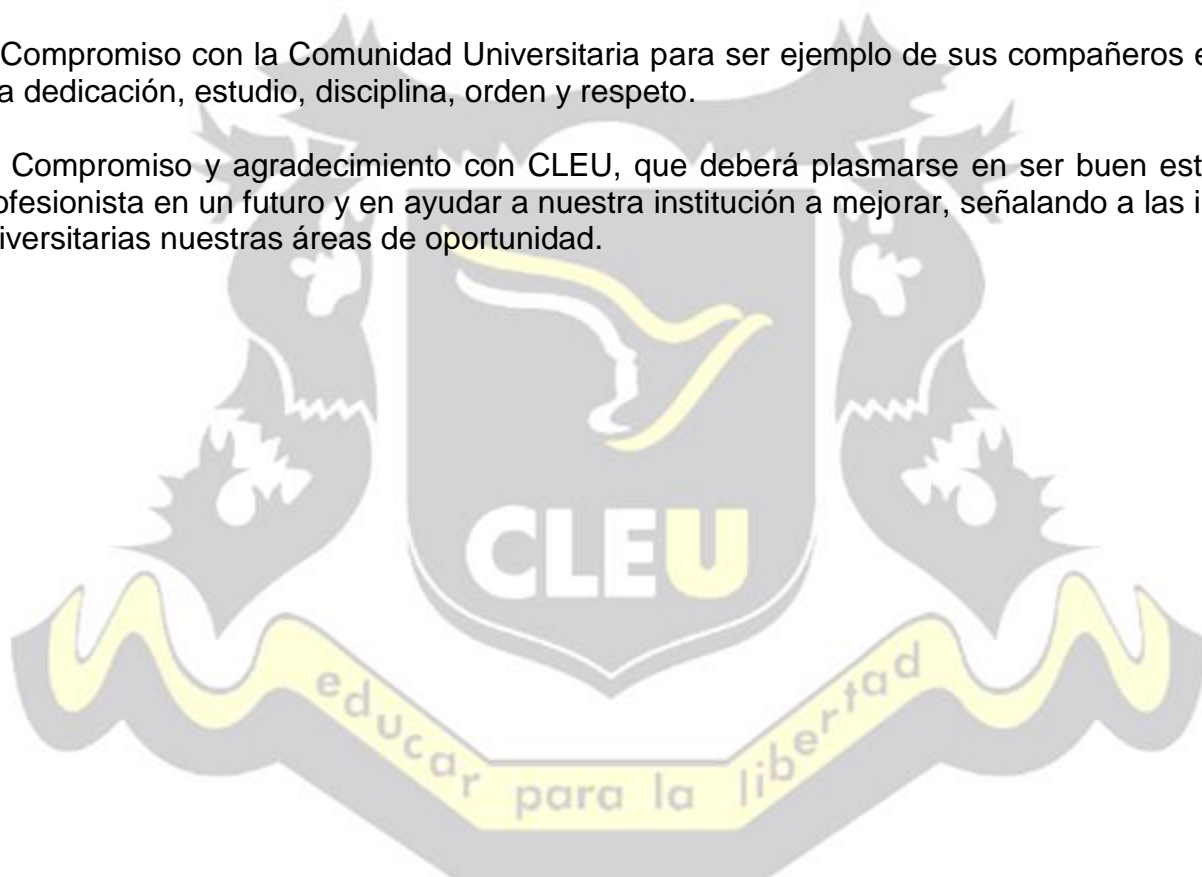 Compromiso con la Comunidad Universitaria para ser ejemplo de sus compañeros e
a dedicación, estudio, disciplina, orden y respeto.
Compromiso y agradecimiento con CLEU, que deberá plasmarse en ser buen est
ofesionista en un futuro y en ayudar a nuestra institución a mejorar, señalando a las i
iversitarias nuestras áreas de oportunidad.
CLEU
educar para la libertad